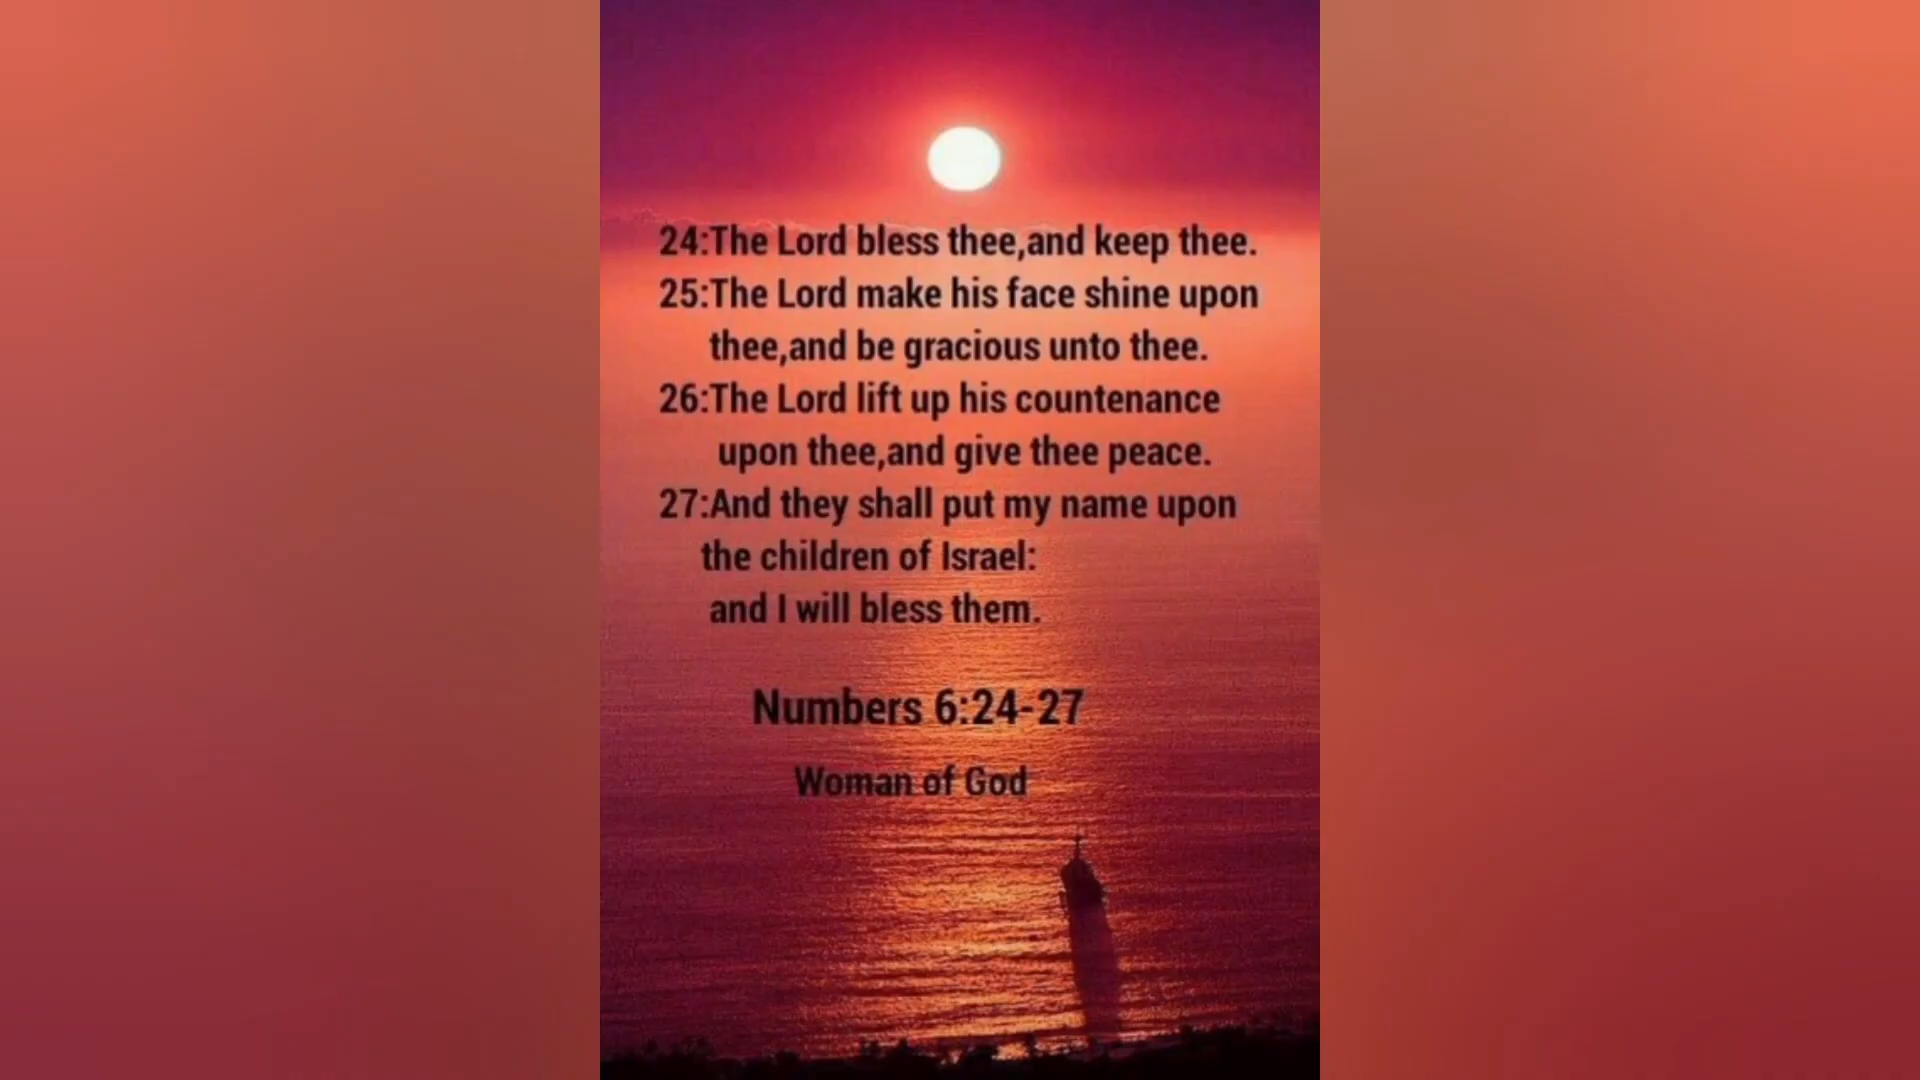 24:The Lord bless thee,and keep thee.
25:The Lord make his face shine upon
thee,and be gracious unto thee.
26:The Lord lift up his countenance
upon thee,and give thee peace.
27:And they shall put my name upon
the children of Israel:
and I will bless them.
Numbers 6:24-27
Woman of God